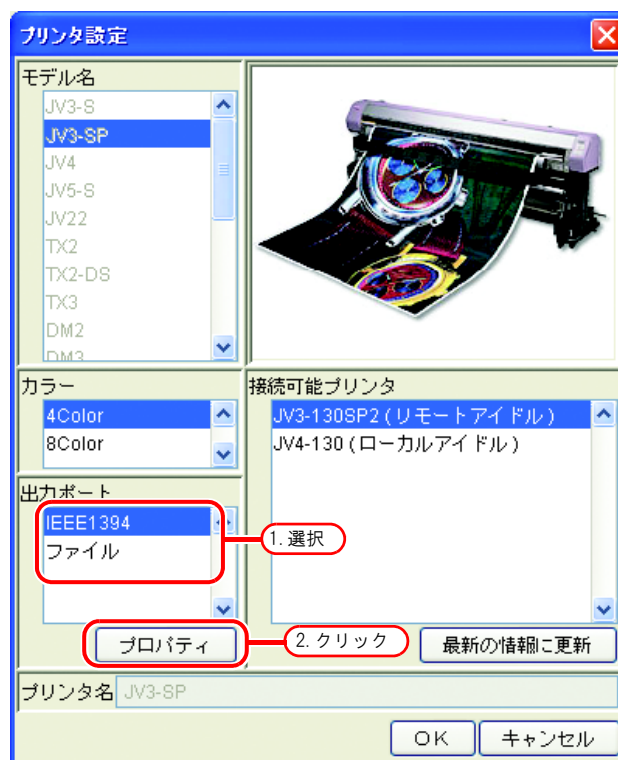 プリンタ設定
モデル名
JV3-S
JV3-SP
JV4
JV5-S
JV22
TX2
TX2-DS
TX3
DM2
DM3
カラー
4Color
8Color
接続可能プリンタ
JV3-130SP2 (リモートアイドル)
JV4-130 (ローカルアイドル)
出力ポート
IEEE1394
ファイル
1. 選択
プロパティ
2. クリック
最新の情報に更新
プリンタ名 JV3-SP
OK
キャンセル